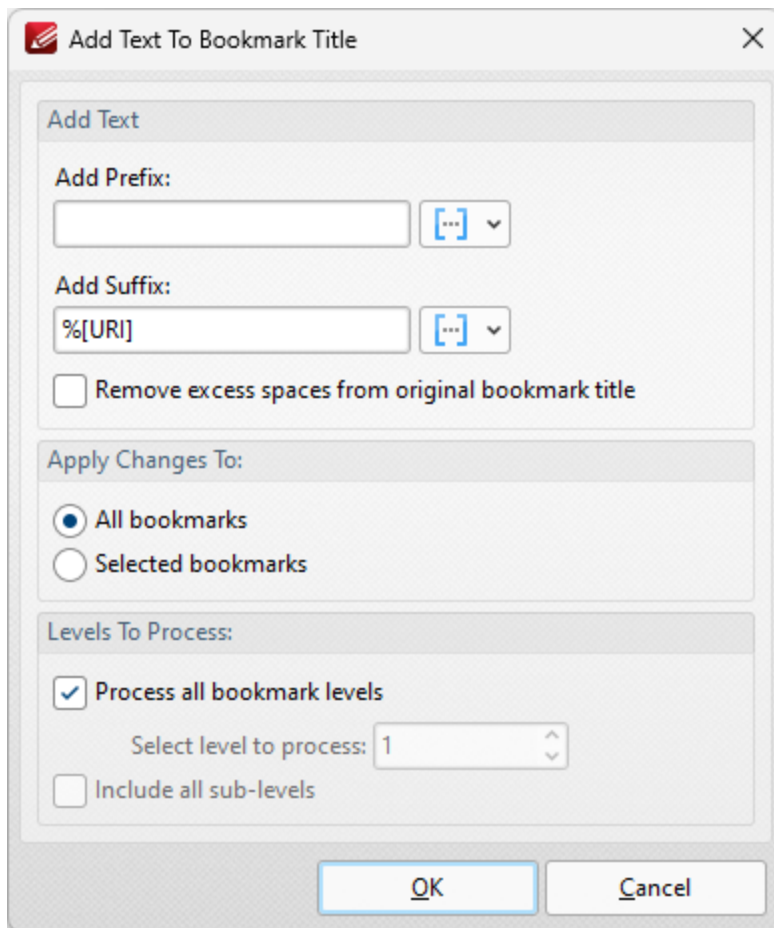 Add Text To Bookmark Title
Add Text
Add Prefix:
Add Suffix:
%[URI]
Remove excess spaces from original bookmark title
Apply Changes To:
All bookmarks
Selected bookmarks
Levels To Process:
Process all bookmark levels
Select level to process: 1
Include all sub-levels
OK Cancel